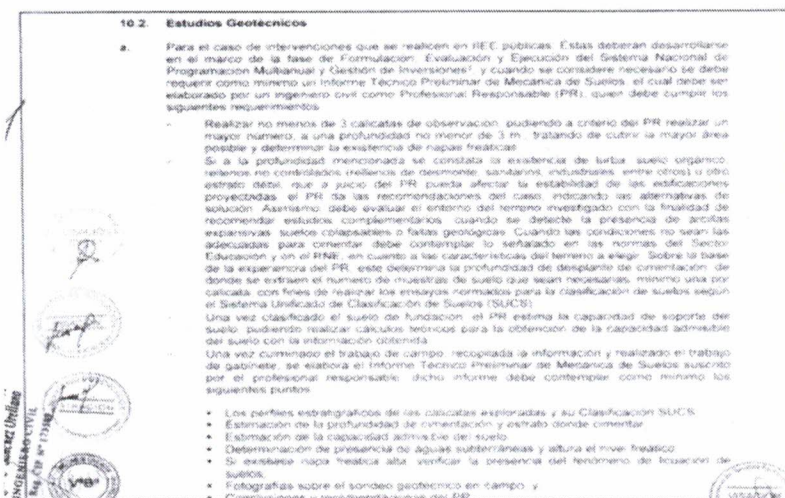 10.2. Estudios Geotécnicos
a. Para el caso de intervenciones que se realicen en IIEE públicas. Éstas deberán desarrollarse
en el marco de la fase de Formulación Evaluación y Ejecución del Sistema Nacional de
Programación Multianual y Gestión de Inversiones¹, y cuando se considere necesario se debe
requerir como mínimo un Informe Técnico Preliminar de Mecánica de Suelos, el cual debe ser
elaborado por un ingeniero civil como Profesional Responsable (PR), quien debe cumplir los
siguientes requerimientos
- Realizar no menos de 3 calicatas de observación, pudiendo a criterio del PR realizar un
mayor número, a una profundidad no menor de 3 m., tratando de cubrir la mayor área
posible y determinar la existencia de napas freáticas
- Si a la profundidad mencionada se constata la existencia de turba suelo orgánico,
rellenos no controlados (rellenos de desmonte, sanitarios, industriales, entre otros) u otro
estrato débil, que a juicio del PR pueda afectar la estabilidad de las edificaciones
proyectadas, el PR da las recomendaciones del caso, indicando las alternativas de
solución. Asimismo, debe evaluar el entorno del terreno investigado con la finalidad de
recomendar estudios complementarios, cuando se detecte la presencia de arcillas
expansivas suelos colapsables o fallas geológicas. Cuando las condiciones no sean las
adecuadas para cimentar debe contemplar lo señalado en las normas del Sector
Educación y en el RNE, en cuanto a las características del terreno a elegir. Sobre la base
de la experiencia del PR, este determina la profundidad de desplante de cimentación, de
donde se extraen el número de muestras de suelo que sean necesarias, mínimo una por
calicata, con fines de realizar los ensayos normados para la clasificación de suelos según
el Sistema Unificado de Clasificación de Suelos (SUCS)
Una vez clasificado el suelo de fundación, el PR estima la capacidad de soporte del
suelo, pudiendo realizar cálculos teóricos para la obtención de la capacidad admisible
del suelo con la información obtenida
Una vez culminado el trabajo de campo, recopilada la información y realizado el trabajo
de gabinete, se elabora el Informe Técnico Preliminar de Mecánica de Suelos suscrito
por el profesional responsable, dicho informe debe contemplar como mínimo los
siguientes puntos
• Los perfiles estratigráficos de las calicatas exploradas y su Clasificación SUCS
• Estimación de la profundidad de cimentación y estrato donde cimentar
• Estimación de la capacidad admisible del suelo
• Determinación de presencia de aguas subterráneas y altura el nivel freático
• Si existiese napa freática alta, verificar la presencia del fenómeno de licuación de
suelos,
• Fotografías sobre el sondeo geotécnico en campo, y
• Conclusiones y recomendaciones del PR
INGENIERO CIVIL
Reg. CIP N°
V°B°